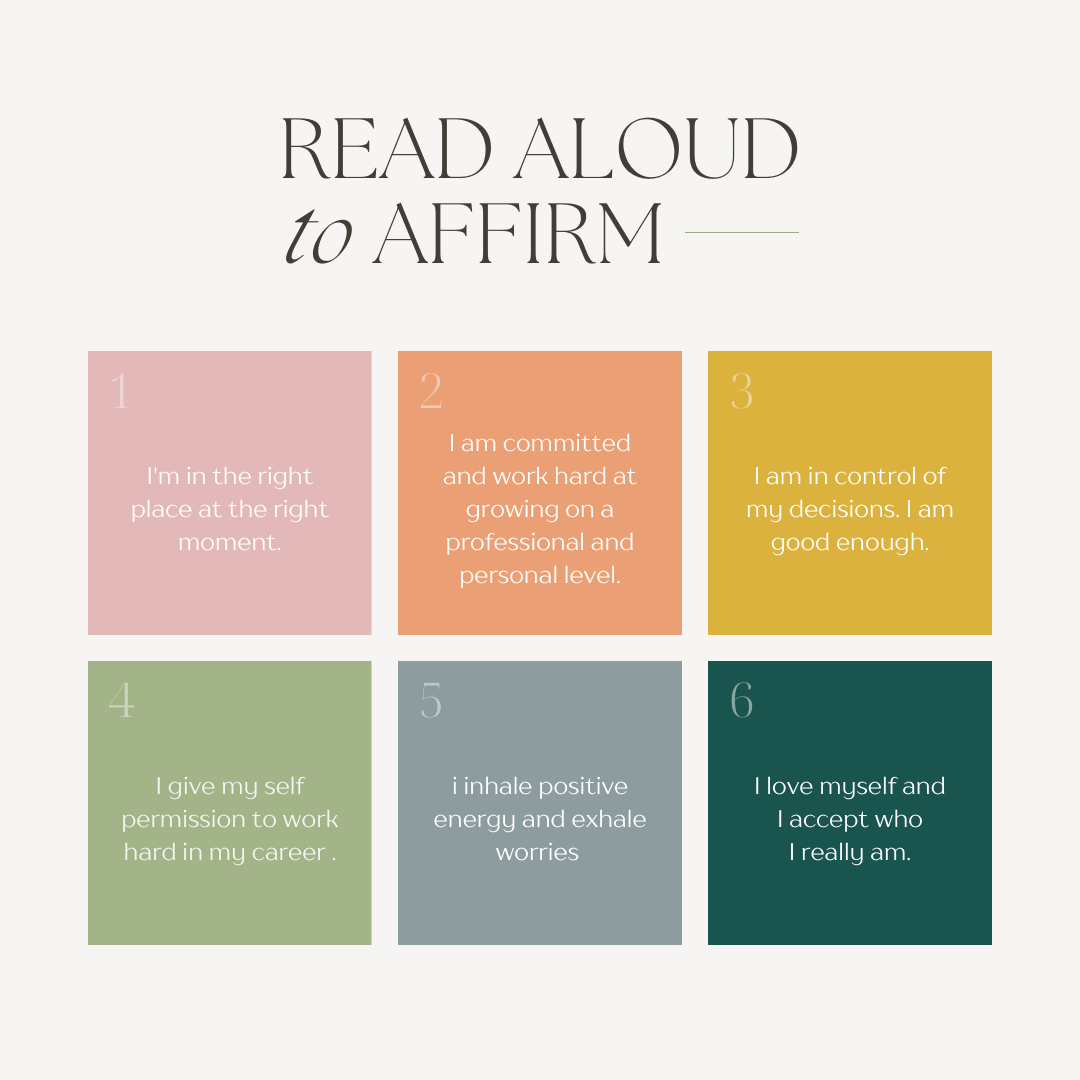 READ ALOUD
to AFFIRM
1
I'm in the right
place at the right
moment.
2
I am committed
and work hard at
growing on a
professional and
personal level.
3
I am in control of
my decisions. I am
good enough.
4
I give my self
permission to work
hard in my career .
5
i inhale positive
energy and exhale
worries
6
I love myself and
I accept who
I really am.